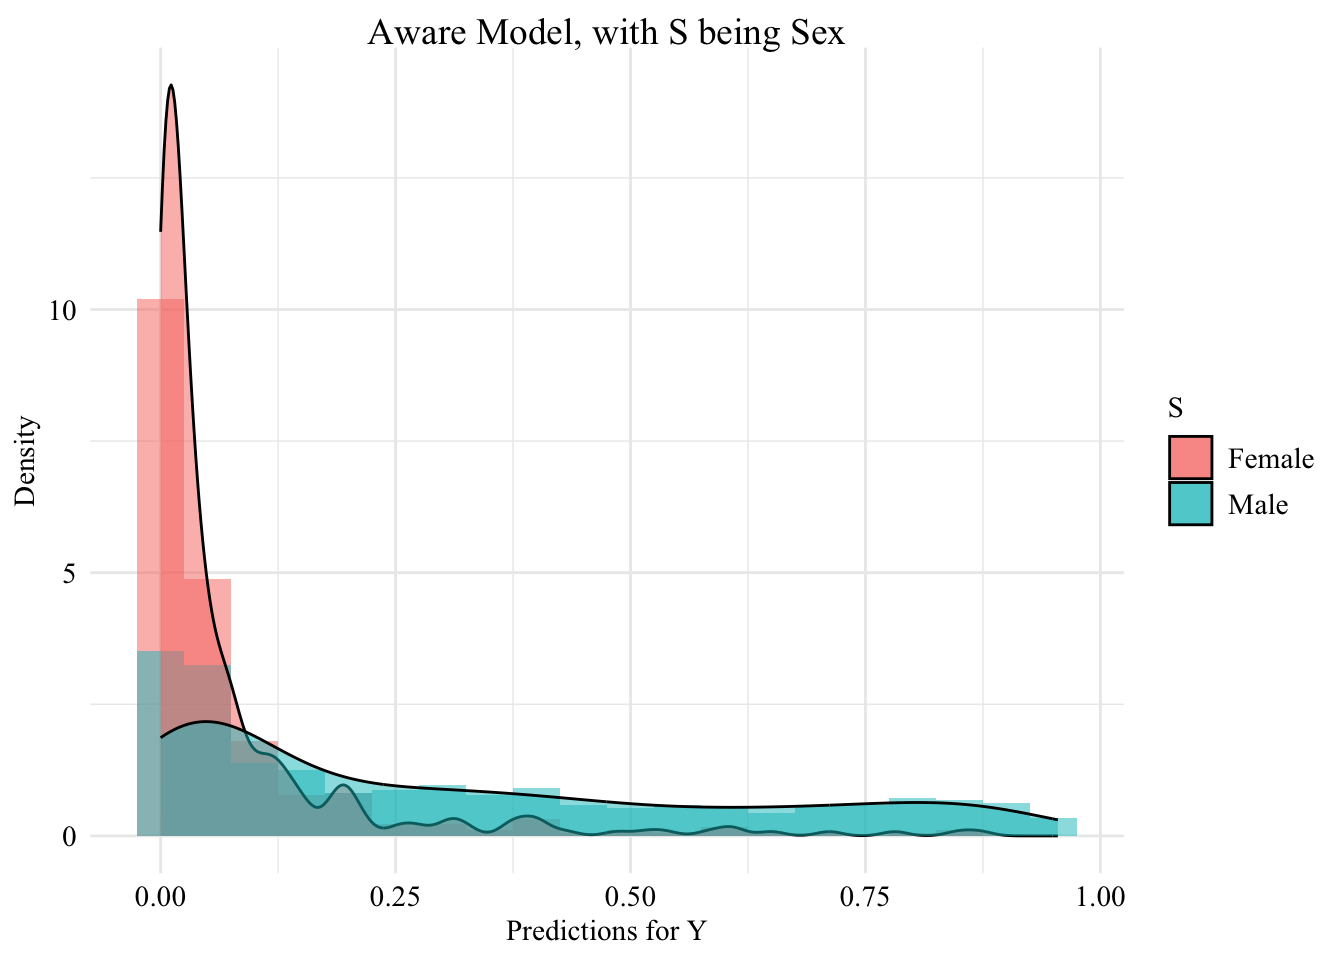 Aware Model, with S being Sex
Density
10
5
0
0.00 0.25 0.50 0.75 1.00
Predictions for Y
S
Female
Male